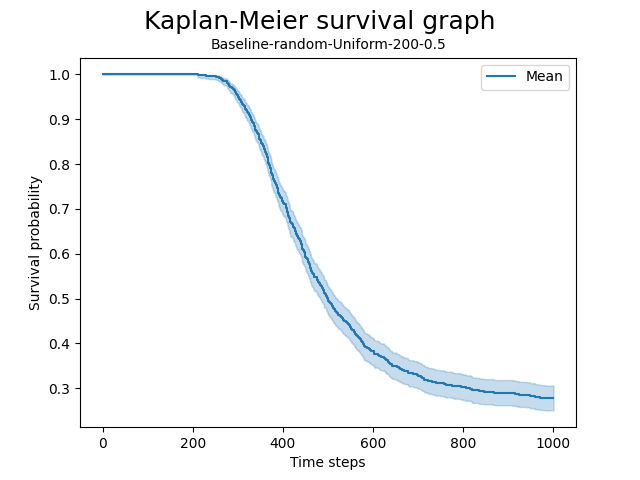 Kaplan-Meier survival graph
Baseline-random-Uniform-200-0.5
Mean
Survival probability
1.0
0.9
0.8
0.7
0.6
0.5
0.4
0.3
0 200 400 600 800 1000
Time steps